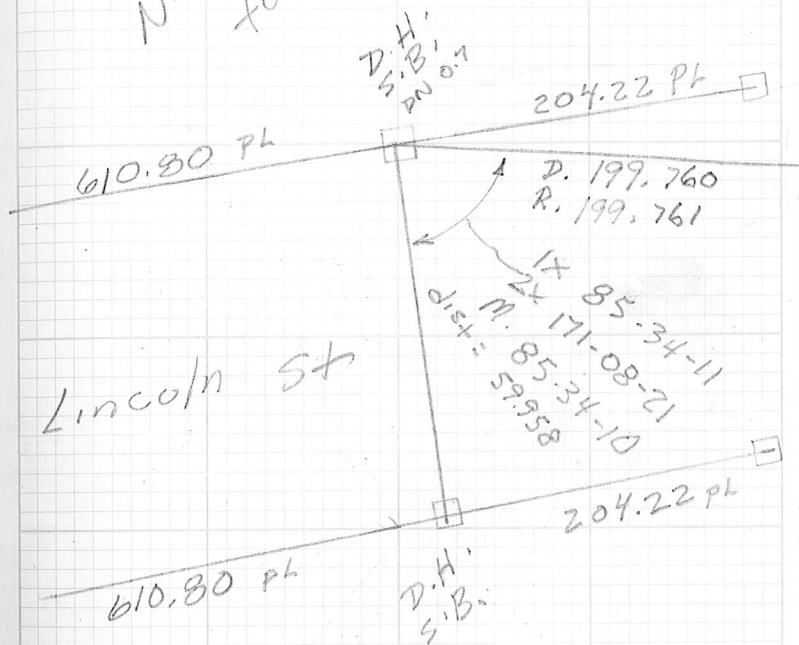 N
D.H.
S.B.
DN 0.7
204.22 PL
610.80 PL
D. 199.760
R. 199.761
1x 85-34-11
2x 171-08-21
M. 85.34-10
dist: 59.958
Lincoln St
204.22 PL
610.80 PL
D.H.
S.B.